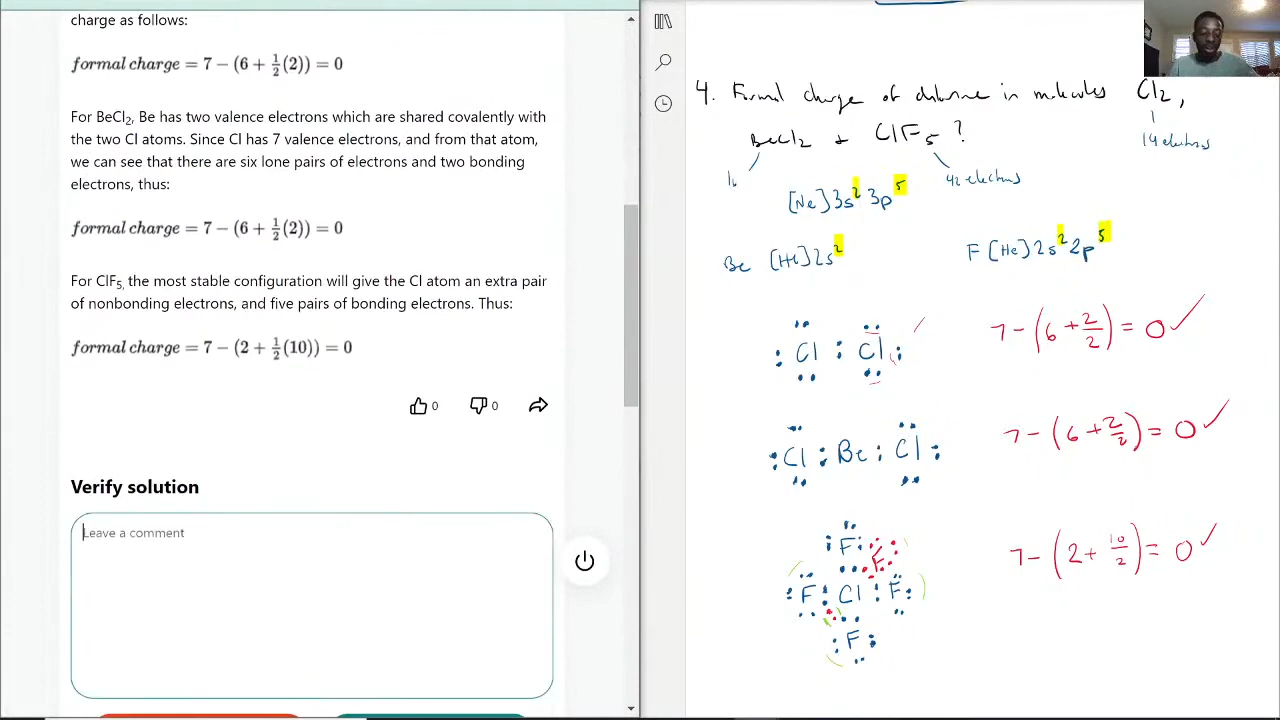 charge as follows:
formal charge = 7 − (6 + ½(2)) = 0
For BeCl₂, Be has two valence electrons which are shared covalently with
the two Cl atoms. Since Cl has 7 valence electrons, and from that atom,
we can see that there are six lone pairs of electrons and two bonding
electrons, thus:
formal charge = 7 − (6 + ½(2)) = 0
For ClF₅, the most stable configuration will give the Cl atom an extra pair
of nonbonding electrons, and five pairs of bonding electrons. Thus:
formal charge = 7 − (2 + ½(10)) = 0
0 0
Verify solution
Leave a comment
4. Formal charge of chlorine in molecules Cl₂,
BeCl₂ & ClF₅ ?
14 electrons
16
42 electrons
[Ne] 3s² 3p⁵
Be [He] 2s²
F [He] 2s² 2p⁵
Cl : Cl
7 − (6 + 2/2) = 0 ✓
Cl : Be : Cl
7 − (6 + 2/2) = 0 ✓
F F
F Cl F
F
7 − (2 + 10/2) = 0 ✓